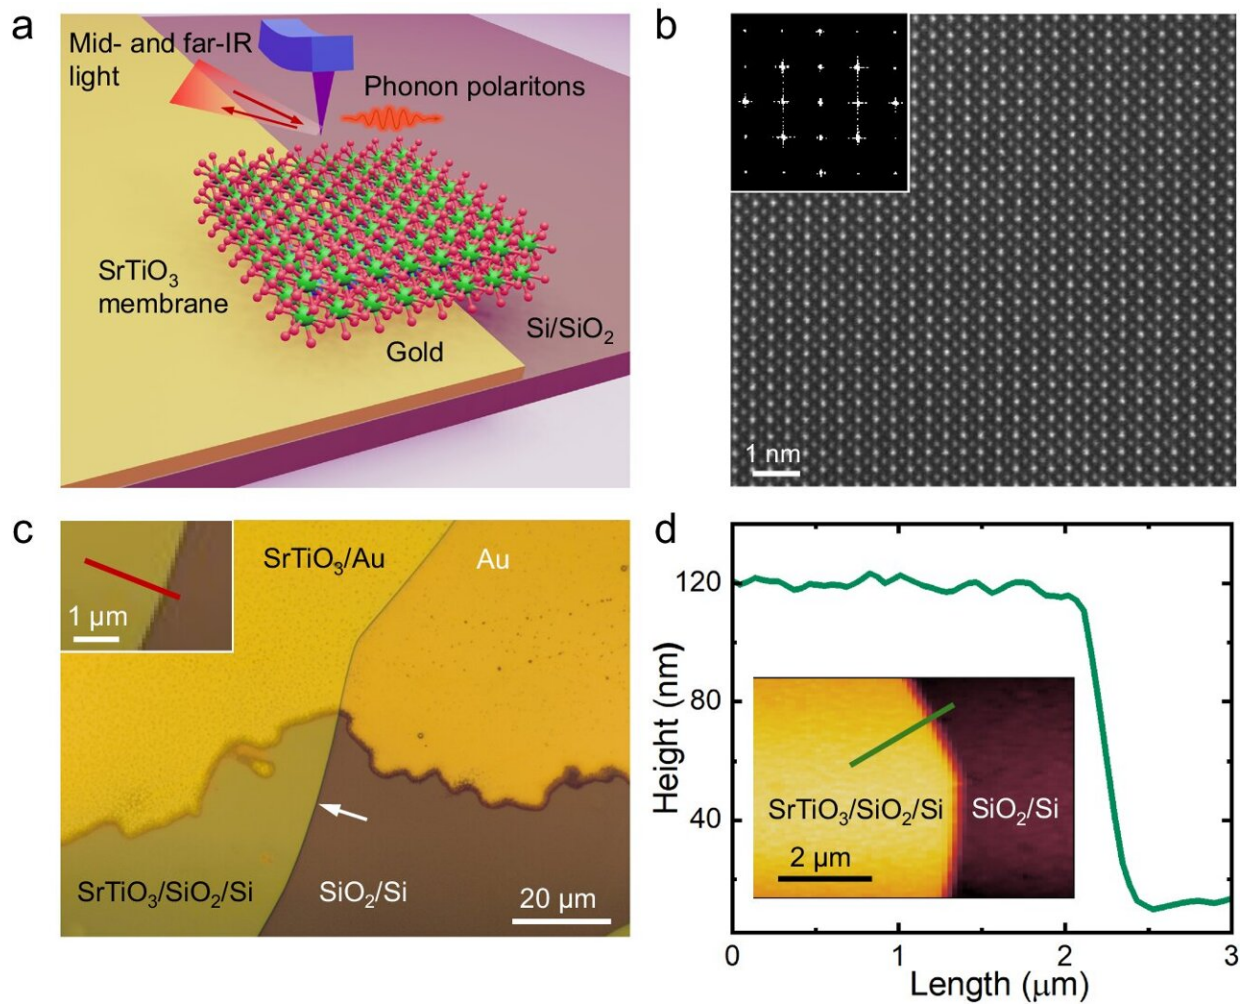 a
Mid- and far-IR
light
Phonon polaritons
SrTiO₃
membrane
Gold
Si/SiO₂
b
1 nm
c
1 μm
SrTiO₃/Au
Au
SrTiO₃/SiO₂/Si
SiO₂/Si
20 μm
d
Height (nm)
120
80
40
SrTiO₃/SiO₂/Si
SiO₂/Si
2 μm
0
1
2
3
Length (μm)